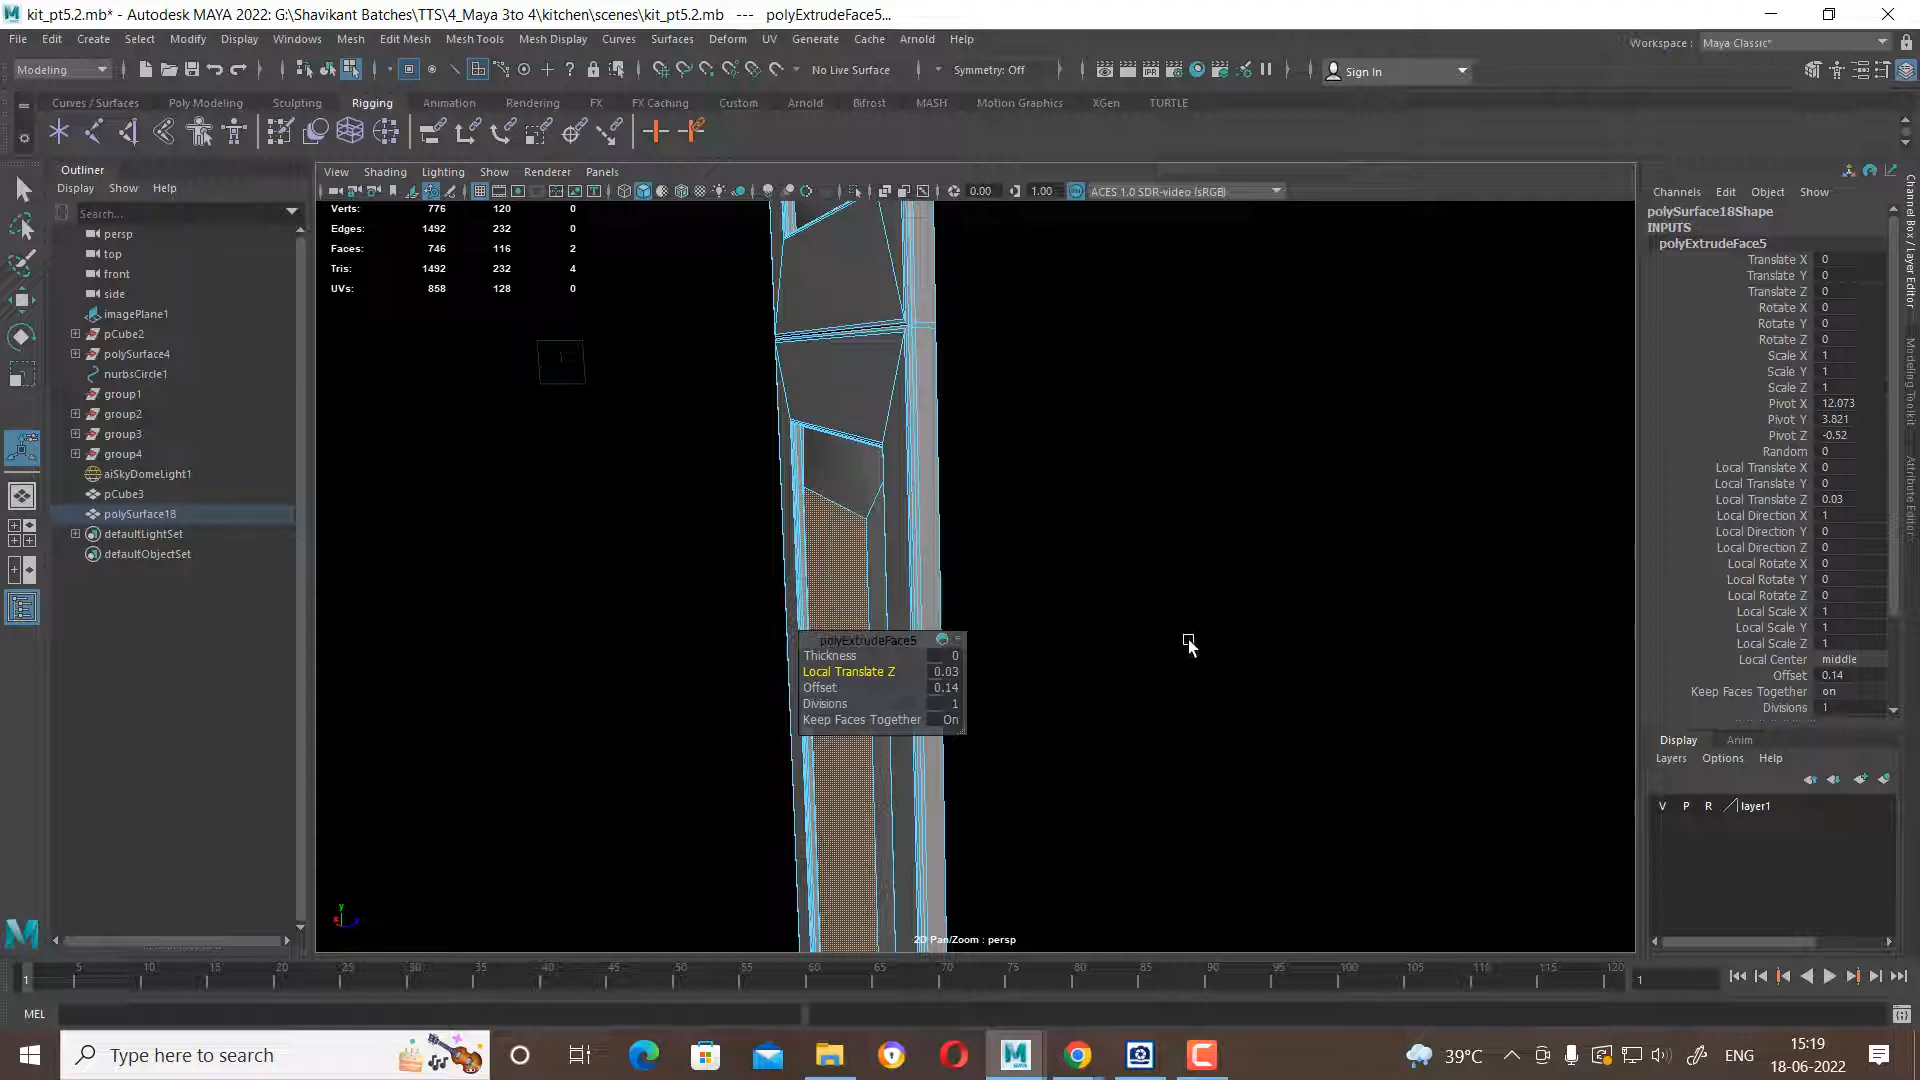 kit_pt5.2.mb* - Autodesk MAYA 2022: G:\Shavikant Batches\TTS\4_Maya 3to 4\kitchen\scenes\kit_pt5.2.mb --- polyExtrudeFace5...
File Edit Create Select Modify Display Windows Mesh Edit Mesh Mesh Tools Mesh Display Curves Surfaces Deform UV Generate Cache Arnold Help
Workspace : Maya Classic*
Modeling
No Live Surface
Symmetry: Off
Sign In
Curves / Surfaces Poly Modeling Sculpting Rigging Animation Rendering FX FX Caching Custom Arnold Bifrost MASH Motion Graphics XGen TURTLE
Outliner
Display Show Help
Search...
persp
top
front
side
imagePlane1
pCube2
polySurface4
nurbsCircle1
group1
group2
group3
group4
aiSkyDomeLight1
pCube3
polySurface18
defaultLightSet
defaultObjectSet
View Shading Lighting Show Renderer Panels
0.00 1.00 ACES 1.0 SDR-video (sRGB)
Verts: 776 120 0
Edges: 1492 232 0
Faces: 746 116 2
Tris: 1492 232 4
UVs: 858 128 0
polyExtrudeFace5
Thickness 0
Local Translate Z 0.03
Offset 0.14
Divisions 1
Keep Faces Together On
y
x
2D Pan/Zoom : persp
Channels Edit Object Show
polySurface18Shape
INPUTS
polyExtrudeFace5
Translate X 0
Translate Y 0
Translate Z 0
Rotate X 0
Rotate Y 0
Rotate Z 0
Scale X 1
Scale Y 1
Scale Z 1
Pivot X 12.073
Pivot Y 3.821
Pivot Z -0.52
Random 0
Local Translate X 0
Local Translate Y 0
Local Translate Z 0.03
Local Direction X 1
Local Direction Y 0
Local Direction Z 0
Local Rotate X 0
Local Rotate Y 0
Local Rotate Z 0
Local Scale X 1
Local Scale Y 1
Local Scale Z 1
Local Center middle
Offset 0.14
Keep Faces Together on
Divisions 1
Channel Box / Layer Editor
Modeling Toolkit
Attribute Editor
Display Anim
Layers Options Help
V P R layer1
5 10 15 20 25 30 35 40 45 50 55 60 65 70 75 80 85 90 95 100 105 110 115 120
1
1
MEL
Type here to search
MAYA
39°C
ENG
15:19
18-06-2022